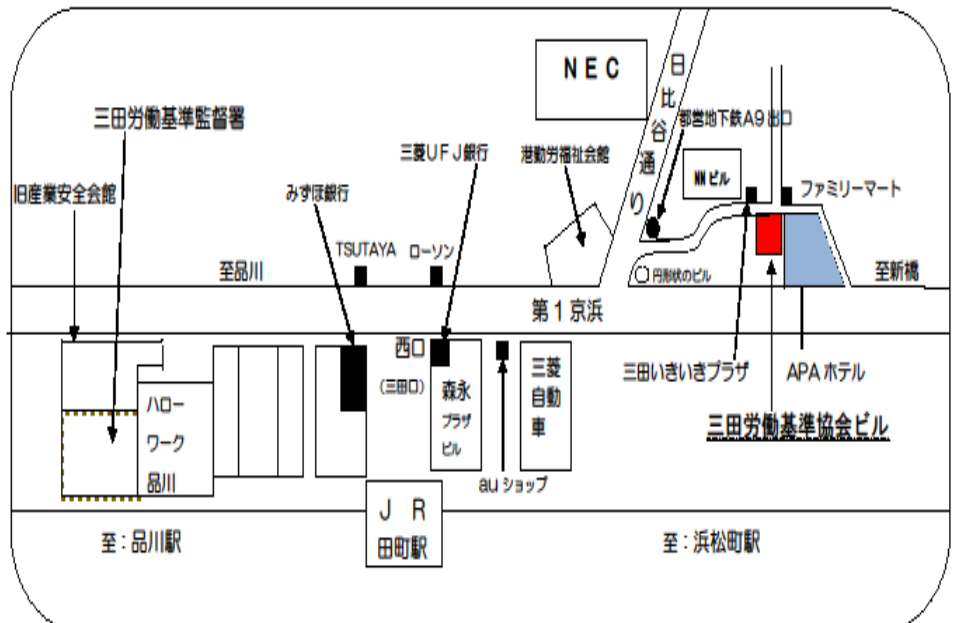 NEC
日比谷通り
三田労働基準監督署
都営地下鉄A9出口
三菱UFJ銀行
港勤労福祉会館
NNビル
旧産業安全会館
みずほ銀行
ファミリーマート
TSUTAYA
ローソン
至品川
円形状のビル
至新橋
第1京浜
西口
(三田口)
森永
プラザ
ビル
三菱
自動
車
三田いきいきプラザ
APAホテル
ハロー
ワーク
品川
三田労働基準協会ビル
auショップ
JR
田町駅
至:品川駅
至:浜松町駅